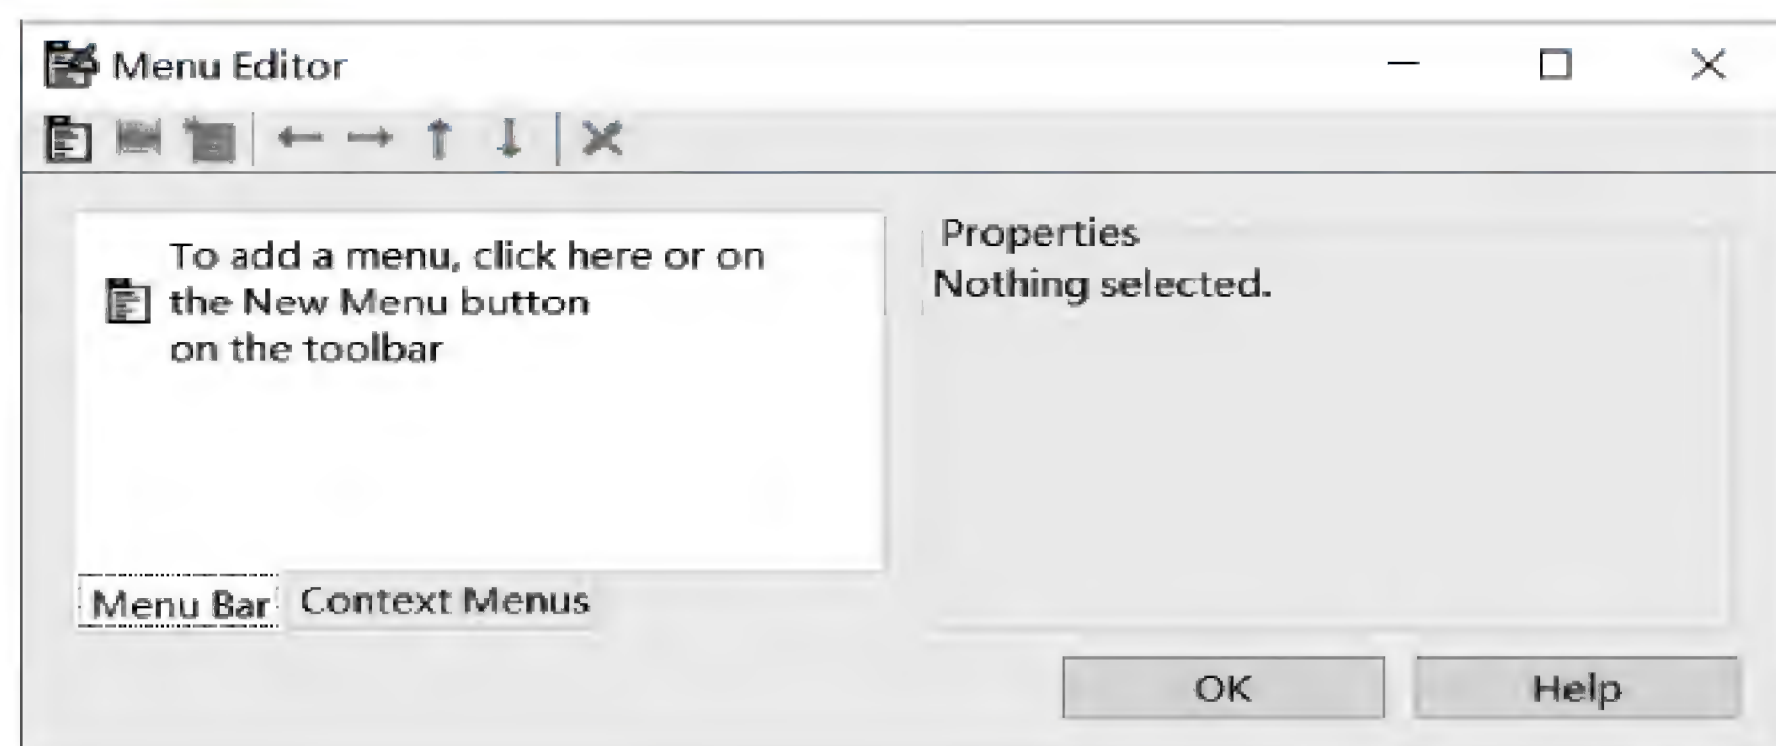 Menu Editor
To add a menu, click here or on
the New Menu button
on the toolbar
Properties
Nothing selected.
Menu Bar
Context Menus
OK
Help